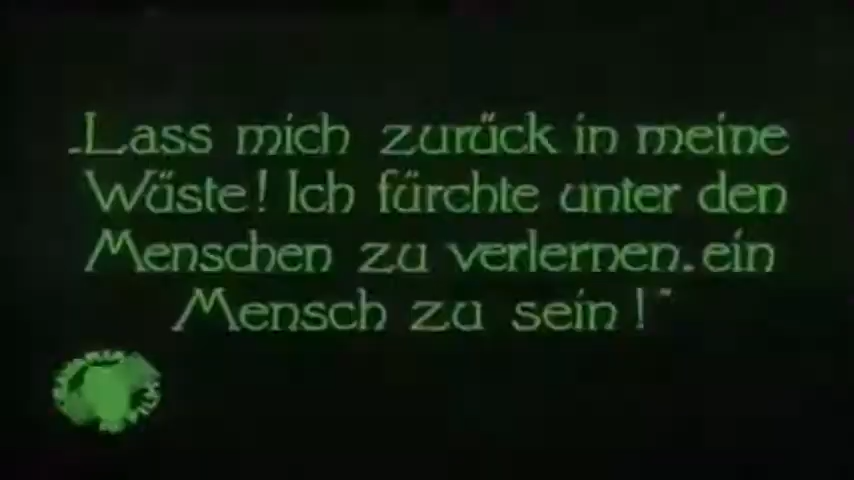 „Lass mich zurück in meine
Wüste! Ich fürchte unter den
Menschen zu verlernen, ein
Mensch zu sein!“